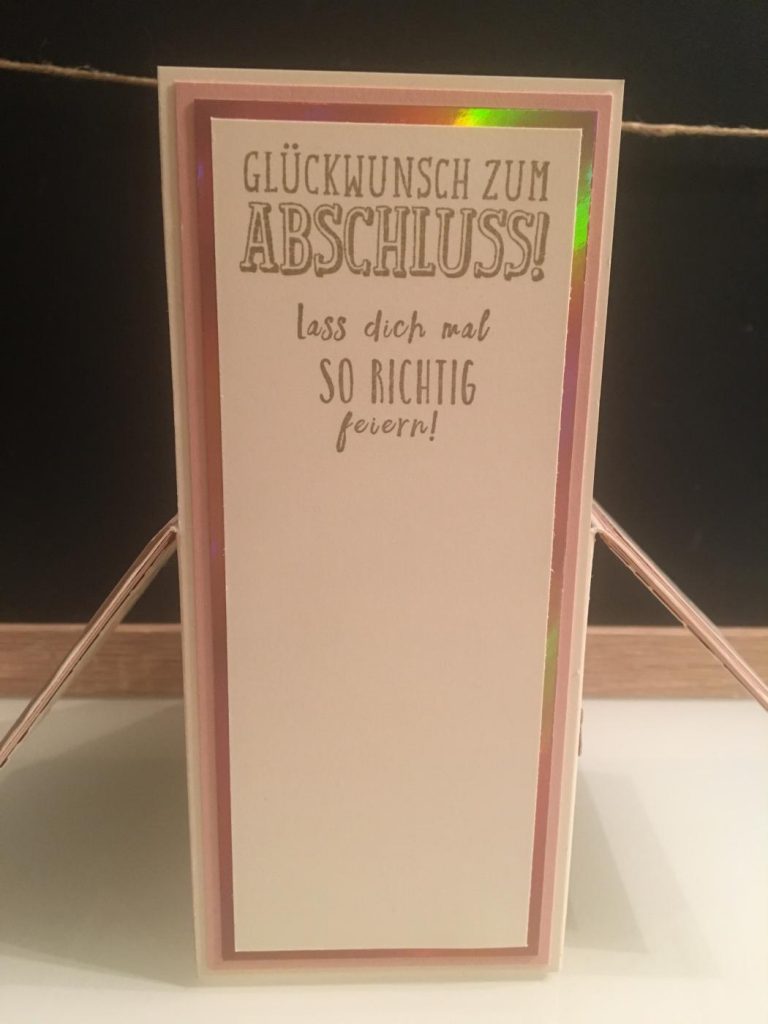 GLÜCKWUNSCH ZUM
ABSCHLUSS!
lass dich mal
SO RICHTIG
feiern!